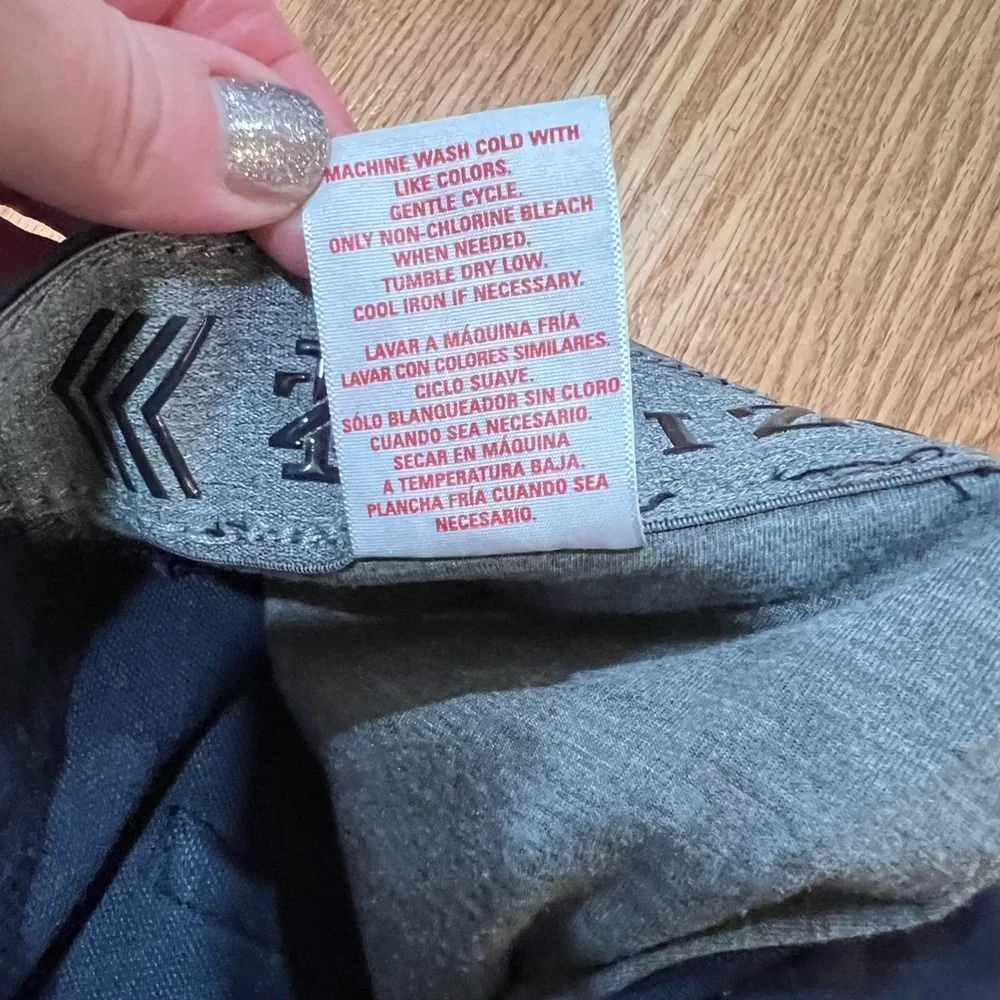 MACHINE WASH COLD WITH
LIKE COLORS.
GENTLE CYCLE.
ONLY NON-CHLORINE BLEACH
WHEN NEEDED.
TUMBLE DRY LOW.
COOL IRON IF NECESSARY.
LAVAR A MÁQUINA FRÍA
LAVAR CON COLORES SIMILARES.
CICLO SUAVE.
SÓLO BLANQUEADOR SIN CLORO
CUANDO SEA NECESARIO.
SECAR EN MÁQUINA
A TEMPERATURA BAJA.
PLANCHA FRÍA CUANDO SEA
NECESARIO.